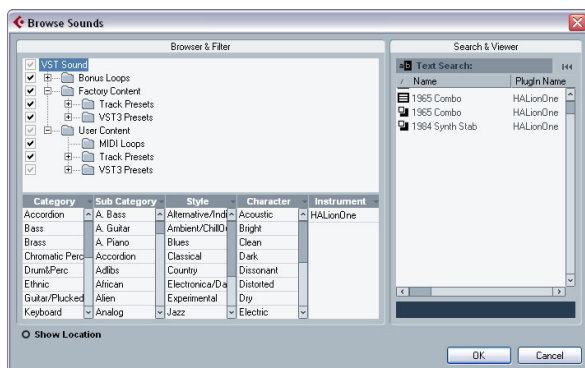 Browse Sounds
Browser & Filter
VST Sound
Bonus Loops
Factory Content
Track Presets
VST3 Presets
User Content
MIDI Loops
Track Presets
VST3 Presets
Category Sub Category Style Character Instrument
Accordion A. Bass Alternative/Indi Acoustic HALionOne
Bass A. Guitar Ambient/ChillO Bright
Brass A. Piano Blues Clean
Chromatic Perc Accordion Classical Dark
Drum&Perc Adlibs Country Dissonant
Ethnic African Electronica/Da Distorted
Guitar/Plucked Alien Experimental Dry
Keyboard Analog Jazz Electric
Search & Viewer
ab Text Search:
/ Name PlugIn Name
1965 Combo HALionOne
1965 Combo HALionOne
1984 Synth Stab HALionOne
Show Location
OK Cancel